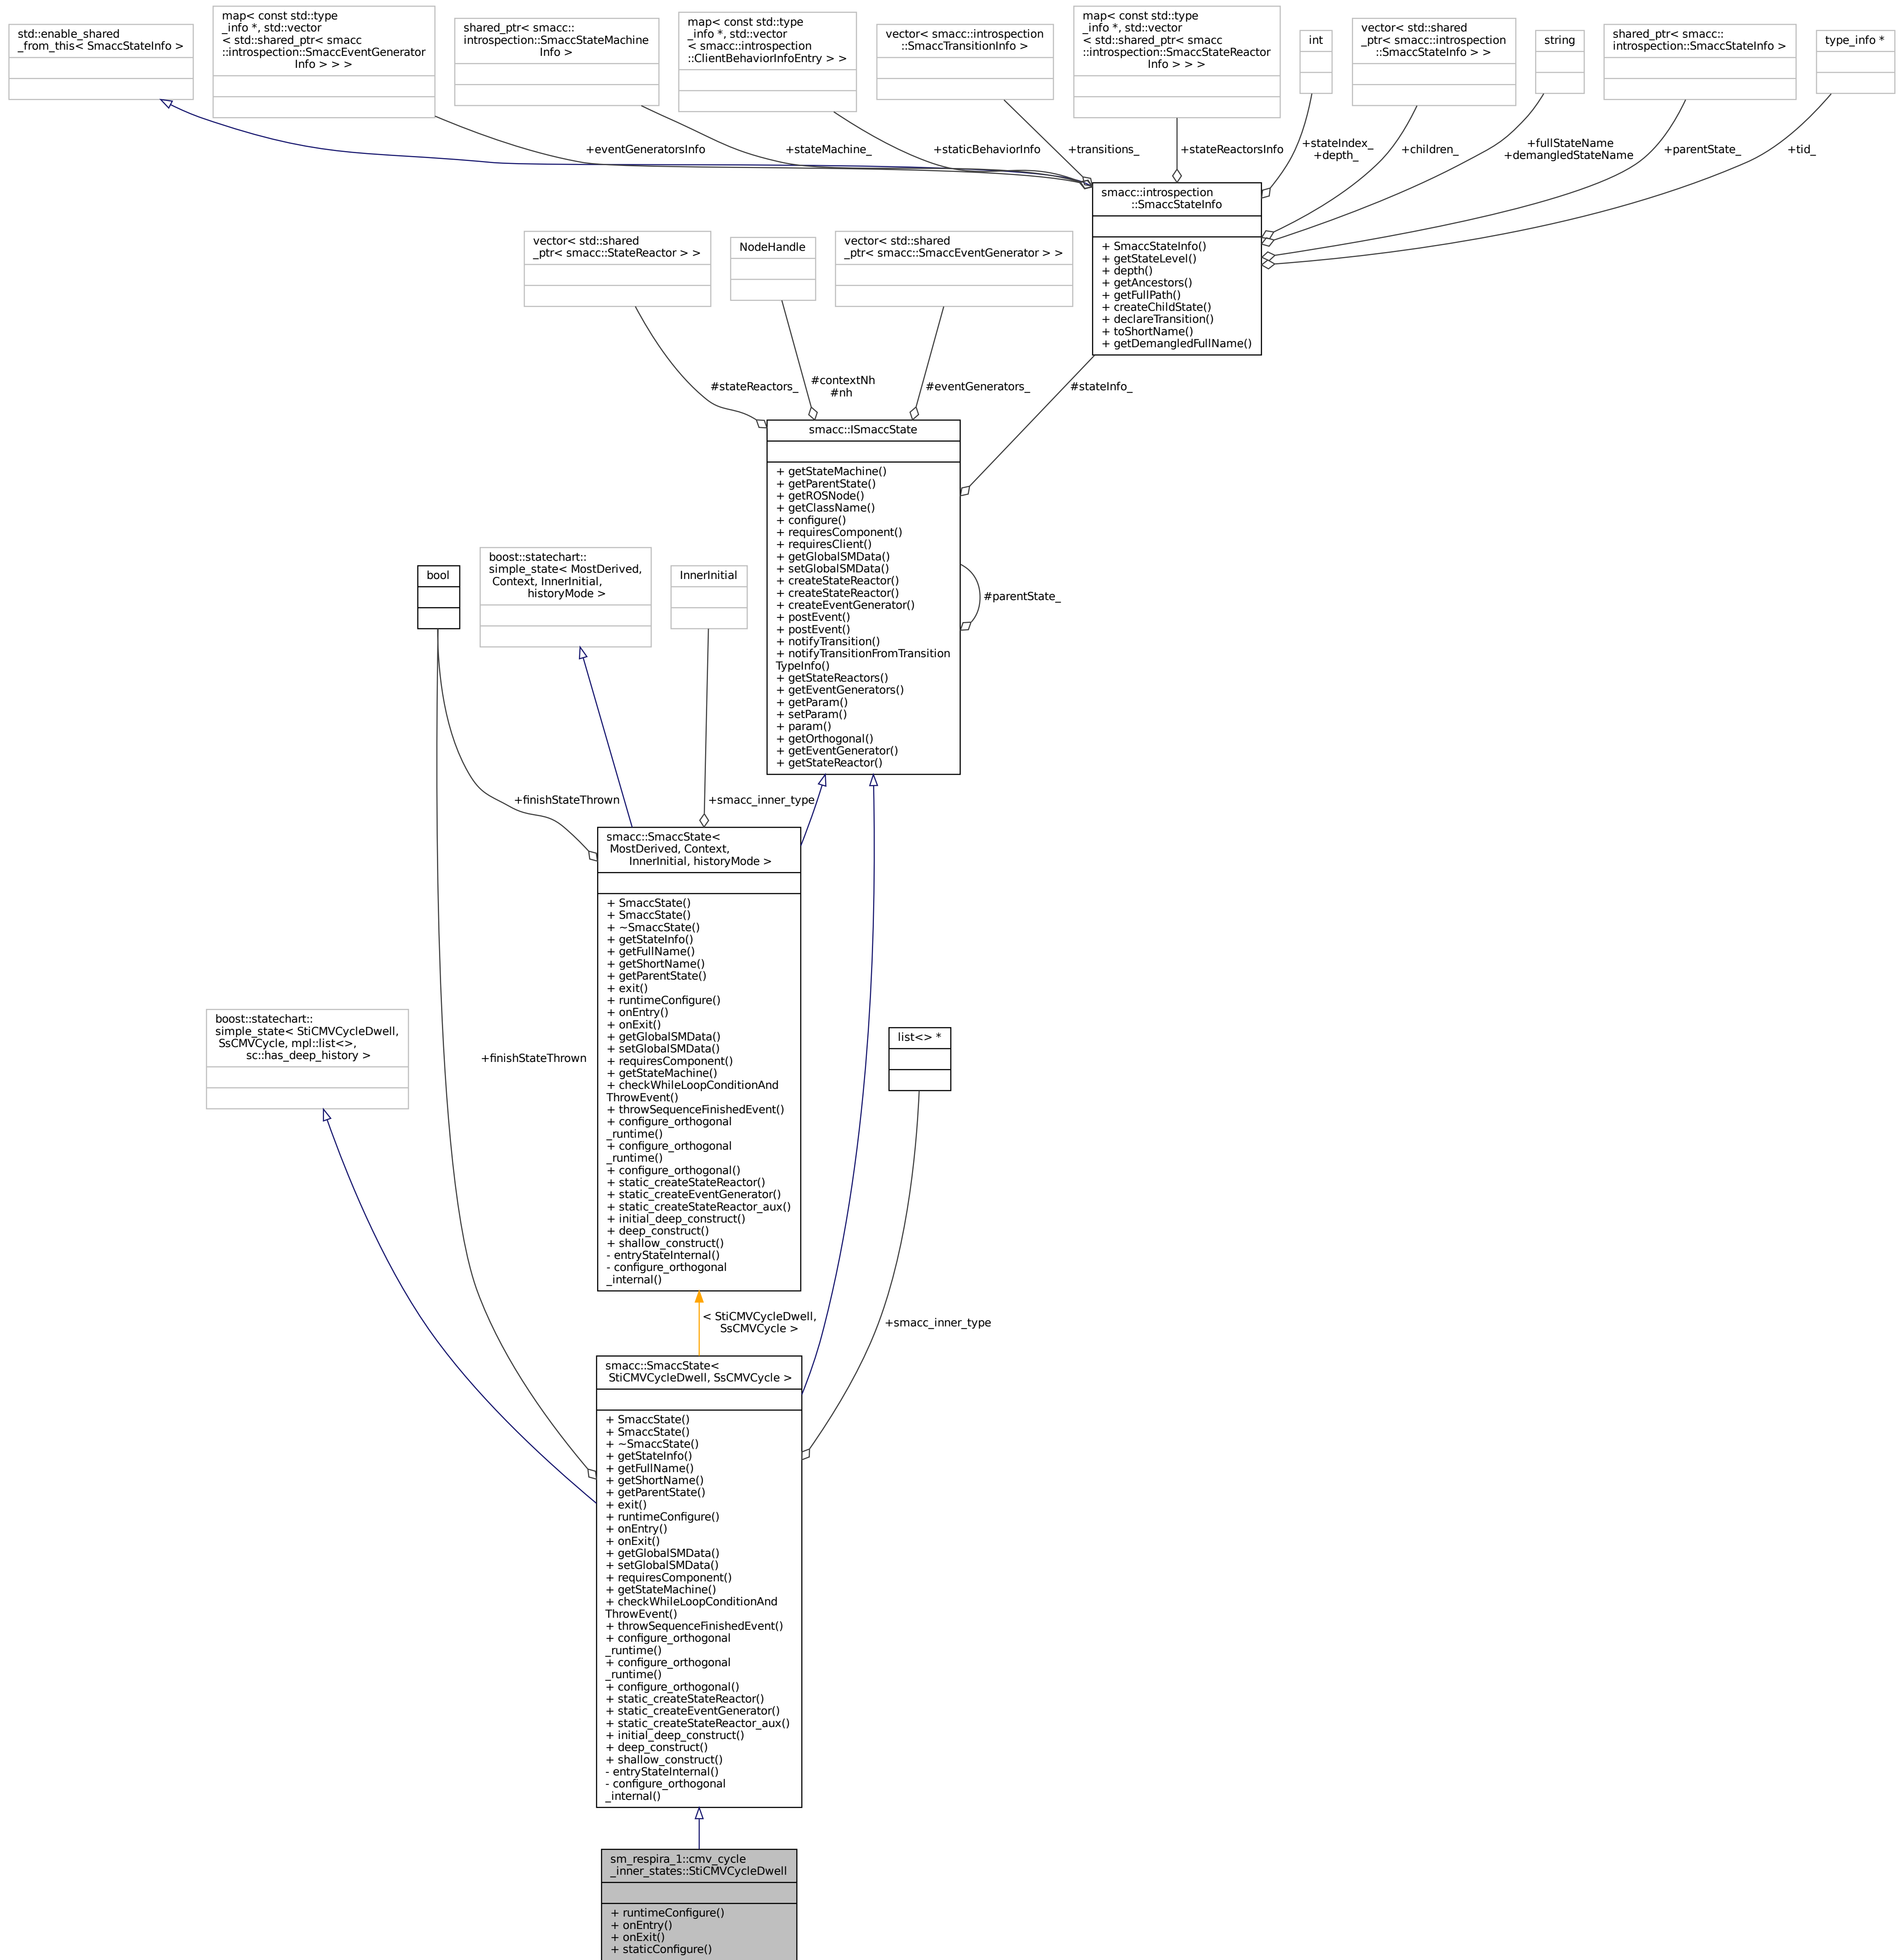 std::enable_shared
_from_this< SmaccStateInfo >
map< const std::type
_info *, std::vector
< std::shared_ptr< smacc
::introspection::SmaccEventGenerator
Info > > >
shared_ptr< smacc::
introspection::SmaccStateMachine
Info >
map< const std::type
_info *, std::vector
< smacc::introspection
::ClientBehaviorInfoEntry > >
vector< smacc::introspection
::SmaccTransitionInfo >
map< const std::type
_info *, std::vector
< std::shared_ptr< smacc
::introspection::SmaccStateReactor
Info > > >
int
vector< std::shared
_ptr< smacc::introspection
::SmaccStateInfo > >
string
shared_ptr< smacc::
introspection::SmaccStateInfo >
type_info *
+eventGeneratorsInfo
+stateMachine_
+staticBehaviorInfo
+transitions_
+stateReactorsInfo
+stateIndex_
+depth_
+children_
+fullStateName
+demangledStateName
+parentState_
+tid_
smacc::introspection
::SmaccStateInfo
+ SmaccStateInfo()
+ getStateLevel()
+ depth()
+ getAncestors()
+ getFullPath()
+ createChildState()
+ declareTransition()
+ toShortName()
+ getDemangledFullName()
vector< std::shared
_ptr< smacc::StateReactor > >
NodeHandle
vector< std::shared
_ptr< smacc::SmaccEventGenerator > >
#stateReactors_
#contextNh
#nh
#eventGenerators_
#stateInfo_
smacc::ISmaccState
+ getStateMachine()
+ getParentState()
+ getROSNode()
+ getClassName()
+ configure()
+ requiresComponent()
+ requiresClient()
+ getGlobalSMData()
+ setGlobalSMData()
+ createStateReactor()
+ createStateReactor()
+ createEventGenerator()
+ postEvent()
+ postEvent()
+ notifyTransition()
+ notifyTransitionFromTransition
TypeInfo()
+ getStateReactors()
+ getEventGenerators()
+ getParam()
+ setParam()
+ param()
+ getOrthogonal()
+ getEventGenerator()
+ getStateReactor()
#parentState_
bool
boost::statechart::
simple_state< MostDerived,
Context, InnerInitial,
historyMode >
InnerInitial
+finishStateThrown
+smacc_inner_type
smacc::SmaccState<
MostDerived, Context,
InnerInitial, historyMode >
+ SmaccState()
+ SmaccState()
+ ~SmaccState()
+ getStateInfo()
+ getFullName()
+ getShortName()
+ getParentState()
+ exit()
+ runtimeConfigure()
+ onEntry()
+ onExit()
+ getGlobalSMData()
+ setGlobalSMData()
+ requiresComponent()
+ getStateMachine()
+ checkWhileLoopConditionAnd
ThrowEvent()
+ throwSequenceFinishedEvent()
+ configure_orthogonal
_runtime()
+ configure_orthogonal
_runtime()
+ configure_orthogonal()
+ static_createStateReactor()
+ static_createEventGenerator()
+ static_createStateReactor_aux()
+ initial_deep_construct()
+ deep_construct()
+ shallow_construct()
- entryStateInternal()
- configure_orthogonal
_internal()
boost::statechart::
simple_state< StiCMVCycleDwell,
SsCMVCycle, mpl::list<>,
sc::has_deep_history >
+finishStateThrown
list<> *
< StiCMVCycleDwell,
SsCMVCycle >
+smacc_inner_type
smacc::SmaccState<
StiCMVCycleDwell, SsCMVCycle >
+ SmaccState()
+ SmaccState()
+ ~SmaccState()
+ getStateInfo()
+ getFullName()
+ getShortName()
+ getParentState()
+ exit()
+ runtimeConfigure()
+ onEntry()
+ onExit()
+ getGlobalSMData()
+ setGlobalSMData()
+ requiresComponent()
+ getStateMachine()
+ checkWhileLoopConditionAnd
ThrowEvent()
+ throwSequenceFinishedEvent()
+ configure_orthogonal
_runtime()
+ configure_orthogonal
_runtime()
+ configure_orthogonal()
+ static_createStateReactor()
+ static_createEventGenerator()
+ static_createStateReactor_aux()
+ initial_deep_construct()
+ deep_construct()
+ shallow_construct()
- entryStateInternal()
- configure_orthogonal
_internal()
sm_respira_1::cmv_cycle
_inner_states::StiCMVCycleDwell
+ runtimeConfigure()
+ onEntry()
+ onExit()
+ staticConfigure()